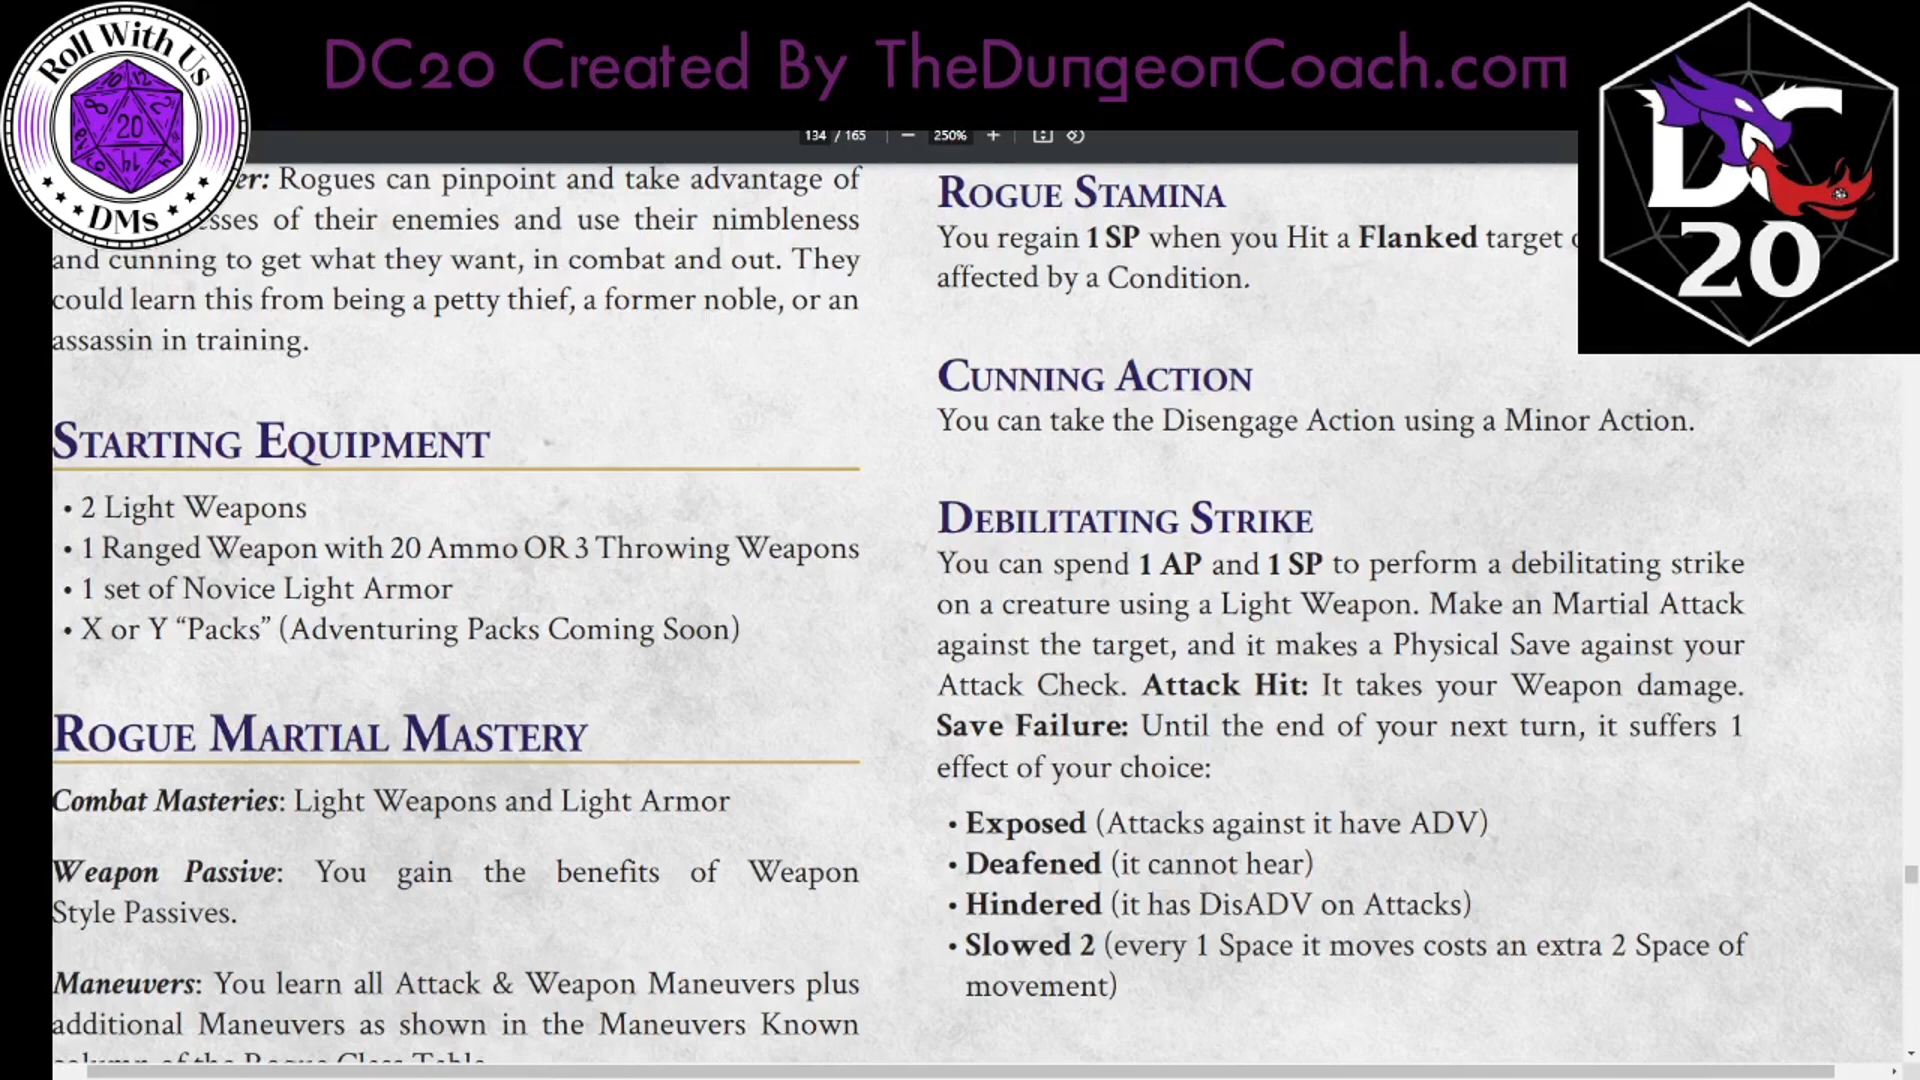 Roll With Us
20
DMs
DC20 Created By TheDungeonCoach.com
DC
20
134 / 165
250%
er: Rogues can pinpoint and take advantage of
sses of their enemies and use their nimbleness
and cunning to get what they want, in combat and out. They
could learn this from being a petty thief, a former noble, or an
assassin in training.
STARTING EQUIPMENT
• 2 Light Weapons
• 1 Ranged Weapon with 20 Ammo OR 3 Throwing Weapons
• 1 set of Novice Light Armor
• X or Y “Packs” (Adventuring Packs Coming Soon)
ROGUE MARTIAL MASTERY
Combat Masteries: Light Weapons and Light Armor
Weapon Passive: You gain the benefits of Weapon
Style Passives.
Maneuvers: You learn all Attack & Weapon Maneuvers plus
additional Maneuvers as shown in the Maneuvers Known
column of the Rogue Class Table
ROGUE STAMINA
You regain 1 SP when you Hit a Flanked target
affected by a Condition.
CUNNING ACTION
You can take the Disengage Action using a Minor Action.
DEBILITATING STRIKE
You can spend 1 AP and 1 SP to perform a debilitating strike
on a creature using a Light Weapon. Make an Martial Attack
against the target, and it makes a Physical Save against your
Attack Check. Attack Hit: It takes your Weapon damage.
Save Failure: Until the end of your next turn, it suffers 1
effect of your choice:
• Exposed (Attacks against it have ADV)
• Deafened (it cannot hear)
• Hindered (it has DisADV on Attacks)
• Slowed 2 (every 1 Space it moves costs an extra 2 Space of
movement)